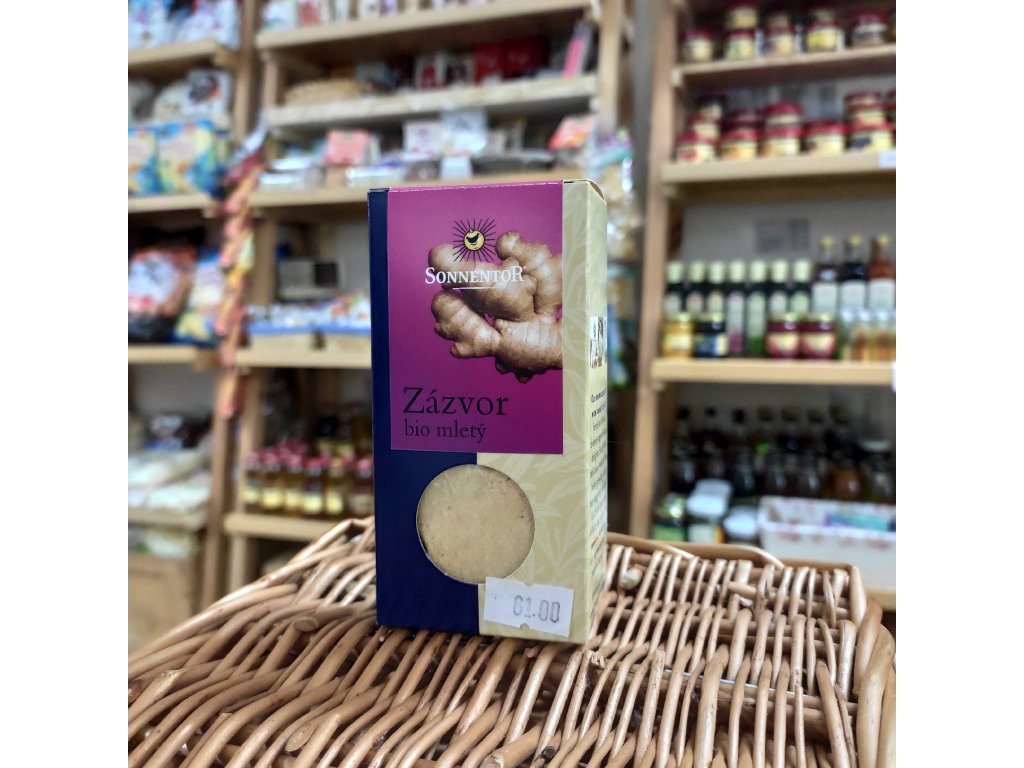 SONNENTOR
Zázvor
bio mletý
61.00